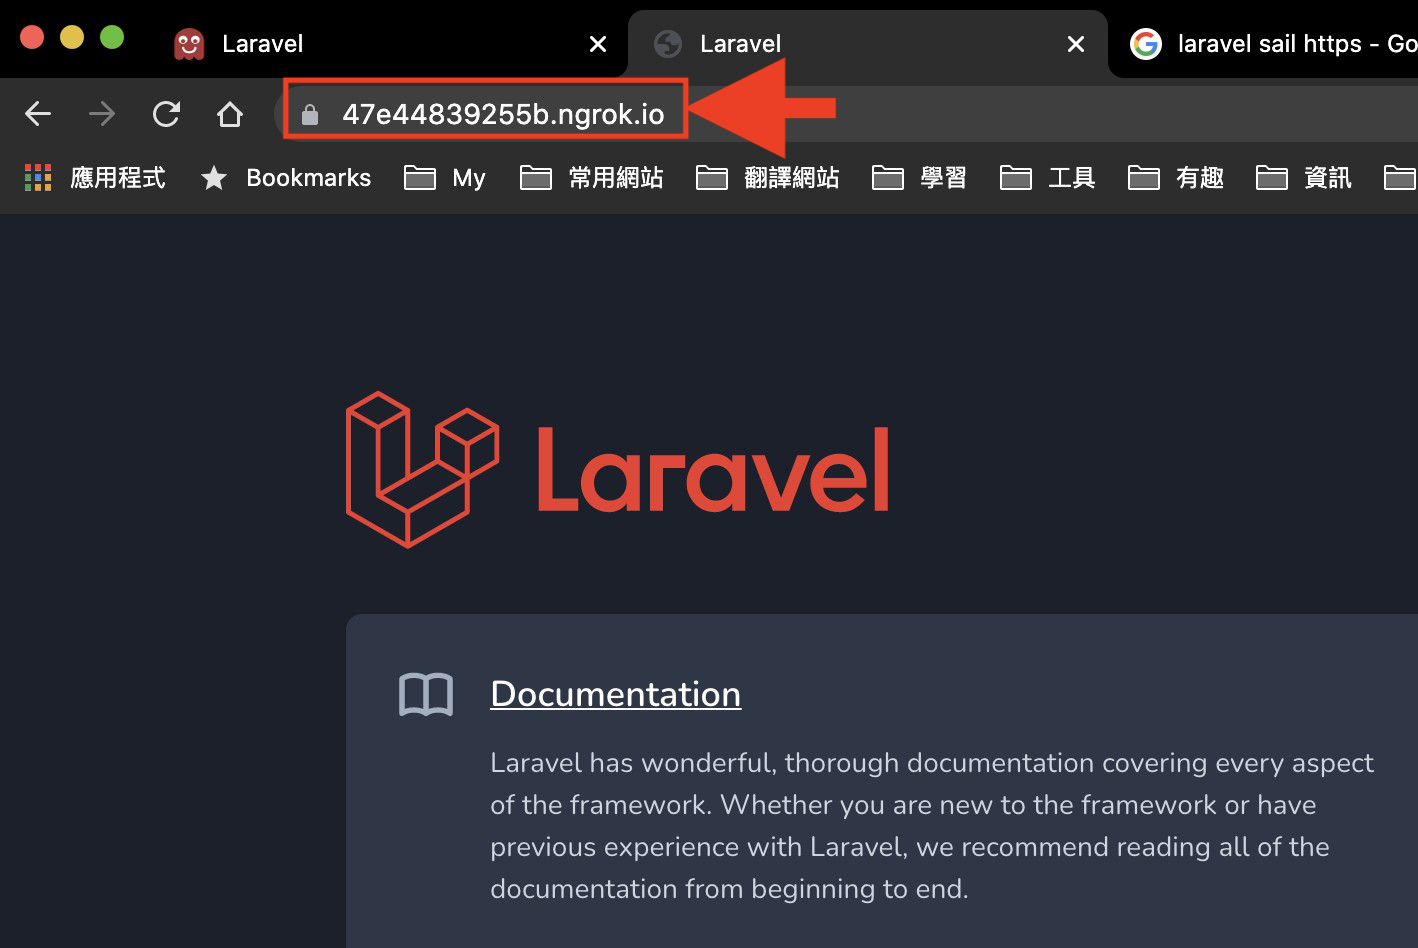 Laravel
Laravel
laravel sail https - Go
47e44839255b.ngrok.io
應用程式 Bookmarks My 常用網站 翻譯網站 學習 工具 有趣 資訊
Laravel
Documentation
Laravel has wonderful, thorough documentation covering every aspect
of the framework. Whether you are new to the framework or have
previous experience with Laravel, we recommend reading all of the
documentation from beginning to end.